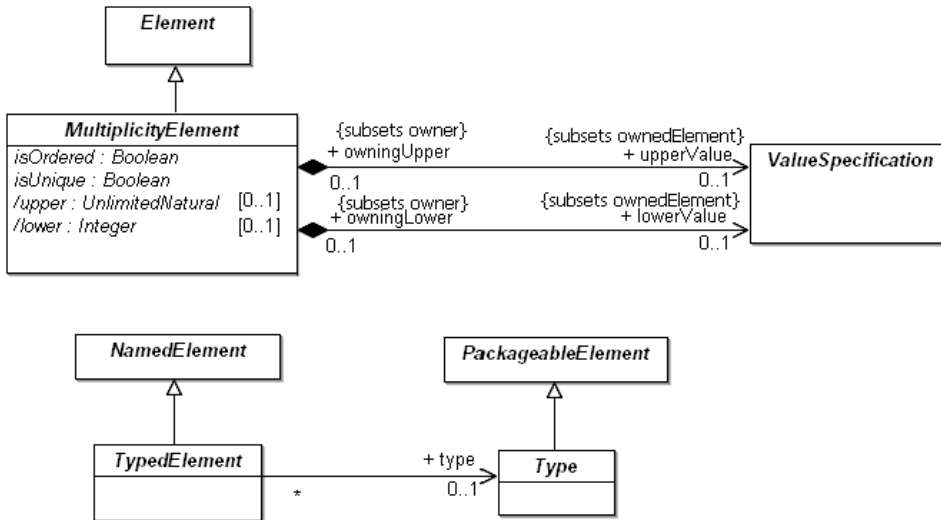 Element
MultiplicityElement
isOrdered : Boolean
isUnique : Boolean
/upper : UnlimitedNatural [0..1]
/lower : Integer [0..1]
{subsets owner}
+ owningUpper
0..1
{subsets ownedElement}
+ upperValue
0..1
{subsets owner}
+ owningLower
0..1
{subsets ownedElement}
+ lowerValue
0..1
ValueSpecification
NamedElement
PackageableElement
TypedElement
*
+ type
0..1
Type